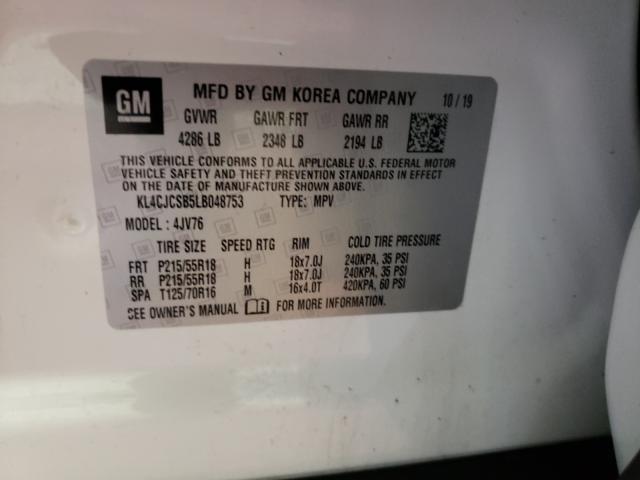 GM
MFD BY GM KOREA COMPANY 10 / 19
GVWR GAWR FRT GAWR RR
4286 LB 2348 LB 2194 LB
THIS VEHICLE CONFORMS TO ALL APPLICABLE U.S. FEDERAL MOTOR
VEHICLE SAFETY AND THEFT PREVENTION STANDARDS IN EFFECT
ON THE DATE OF MANUFACTURE SHOWN ABOVE.
KL4CJCSB5LB048753 TYPE: MPV
MODEL : 4JV76
TIRE SIZE SPEED RTG RIM COLD TIRE PRESSURE
FRT P215/55R18 H 18x7.0J 240KPA, 35 PSI
RR P215/55R18 H 18x7.0J 240KPA, 35 PSI
SPA T125/70R16 M 16x4.0T 420KPA, 60 PSI
SEE OWNER'S MANUAL FOR MORE INFORMATION.